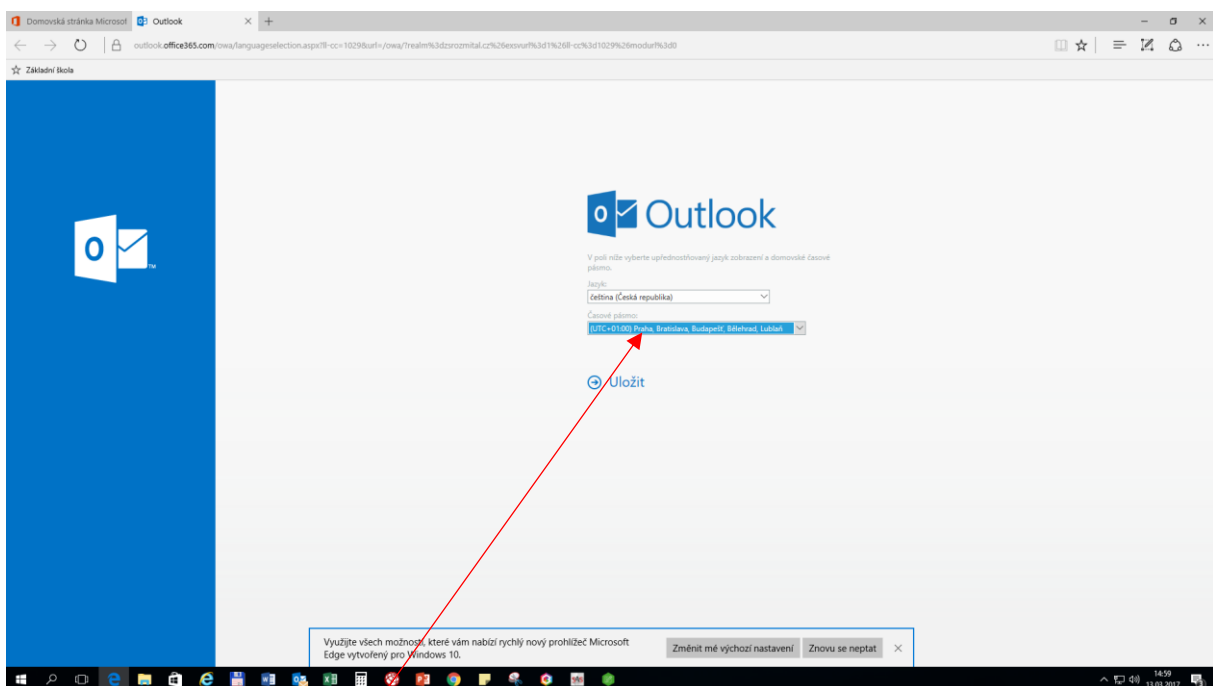 Domovská stránka Microsof
Outlook
outlook.office365.com/owa/languageselection.aspx?ll-cc=1029&url=/owa/?realm%3dzsrozmital.cz%26exsvurl%3d1%26ll-cc%3d1029%26modurl%3d0
Základní škola
Outlook
V poli níže vyberte upřednostňovaný jazyk zobrazení a domovské časové
pásmo.
Jazyk:
čeština (Česká republika)
Časové pásmo:
(UTC+01:00) Praha, Bratislava, Budapešť, Bělehrad, Lublaň
Uložit
TM
Využijte všech možností, které vám nabízí rychlý nový prohlížeč Microsoft
Edge vytvořený pro Windows 10.
Změnit mé výchozí nastavení
Znovu se neptat
14:59
13.03.2017